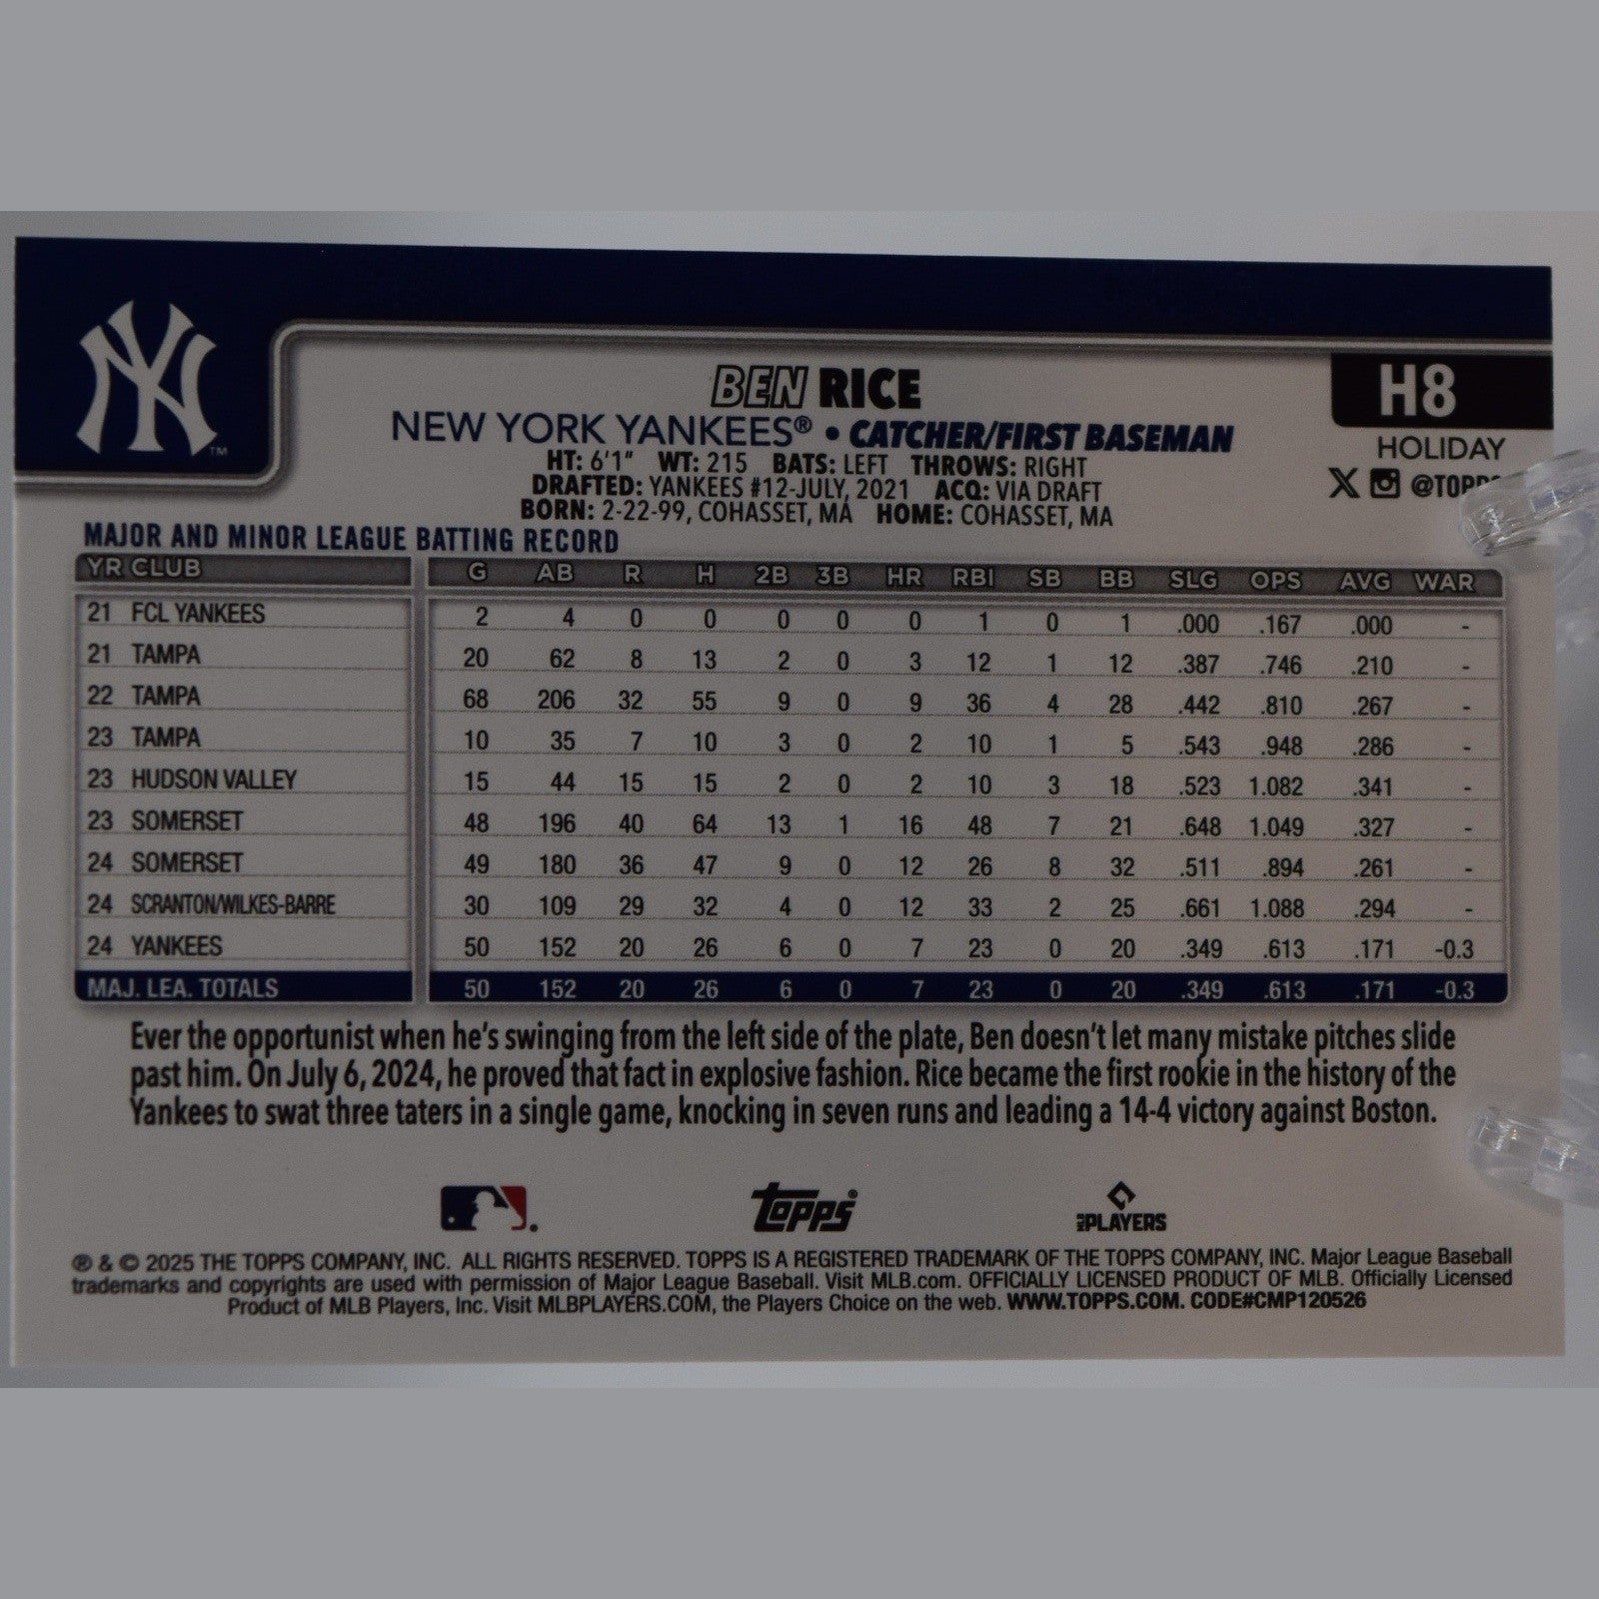 NY
TM
BEN RICE
H8
NEW YORK YANKEES® • CATCHER/FIRST BASEMAN
HOLIDAY
HT: 6'1" WT: 215 BATS: LEFT THROWS: RIGHT
DRAFTED: YANKEES #12-JULY, 2021 ACQ: VIA DRAFT
BORN: 2-22-99, COHASSET, MA HOME: COHASSET, MA
MAJOR AND MINOR LEAGUE BATTING RECORD
YR CLUB G AB R H 2B 3B HR RBI SB BB SLG OPS AVG WAR
21 FCL YANKEES 2 4 0 0 0 0 0 1 0 1 .000 .167 .000 -
21 TAMPA 20 62 8 13 2 0 3 12 1 12 .387 .746 .210 -
22 TAMPA 68 206 32 55 9 0 9 36 4 28 .442 .810 .267 -
23 TAMPA 10 35 7 10 3 0 2 10 1 5 .543 .948 .286 -
23 HUDSON VALLEY 15 44 15 15 2 0 2 10 3 18 .523 1.082 .341 -
23 SOMERSET 48 196 40 64 13 1 16 48 7 21 .648 1.049 .327 -
24 SOMERSET 49 180 36 47 9 0 12 26 8 32 .511 .894 .261 -
24 SCRANTON/WILKES-BARRE 30 109 29 32 4 0 12 33 2 25 .661 1.088 .294 -
24 YANKEES 50 152 20 26 6 0 7 23 0 20 .349 .613 .171 -0.3
MAJ. LEA. TOTALS 50 152 20 26 6 0 7 23 0 20 .349 .613 .171 -0.3
Ever the opportunist when he's swinging from the left side of the plate, Ben doesn't let many mistake pitches slide
past him. On July 6, 2024, he proved that fact in explosive fashion. Rice became the first rookie in the history of the
Yankees to swat three taters in a single game, knocking in seven runs and leading a 14-4 victory against Boston.
Topps
PLAYERS
® & © 2025 THE TOPPS COMPANY, INC. ALL RIGHTS RESERVED. TOPPS IS A REGISTERED TRADEMARK OF THE TOPPS COMPANY, INC. Major League Baseball
trademarks and copyrights are used with permission of Major League Baseball. Visit MLB.com. OFFICIALLY LICENSED PRODUCT OF MLB. Officially Licensed
Product of MLB Players, Inc. Visit MLBPLAYERS.COM, the Players Choice on the web. WWW.TOPPS.COM. CODE#CMP120526